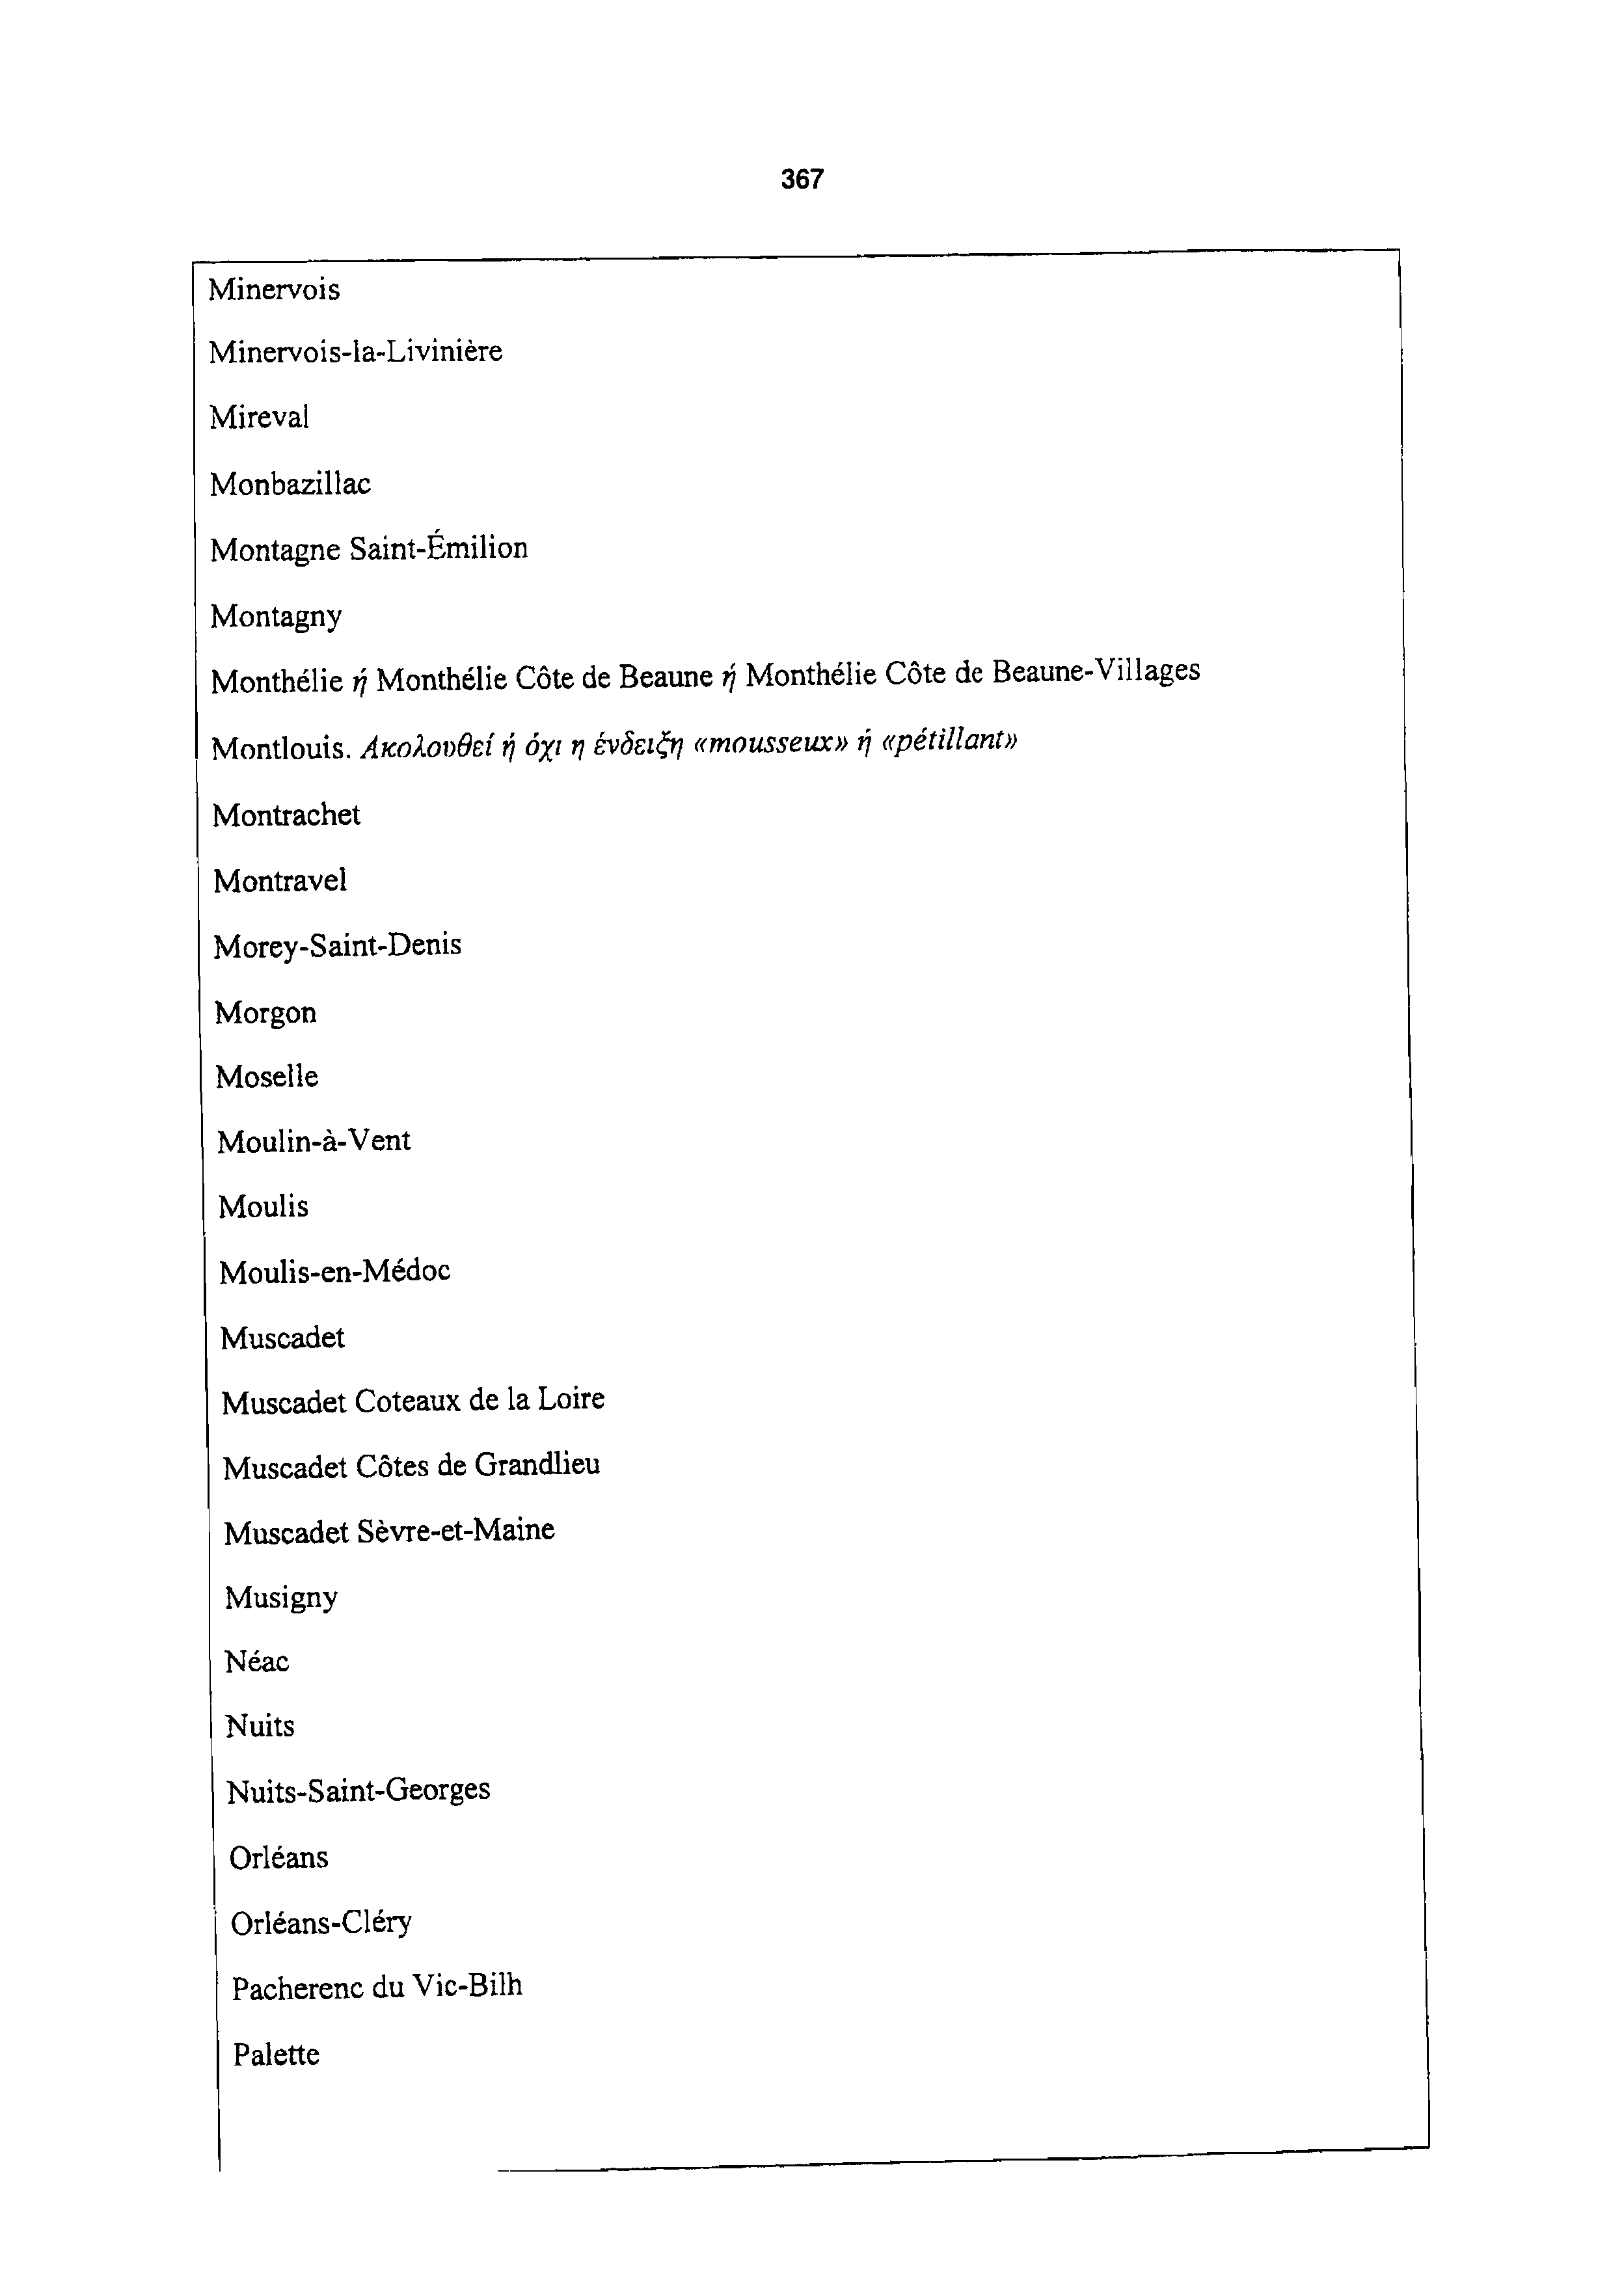 367
Minervois
Minervois-la-Livinière
Mireval
Monbazillac
Montagne Saint-Émilion
Montagny
Monthélie ή Monthélie Côte de Beaune ή Monthélie Côte de Beaune-Villages
Montlouis. Ακολουθεί ή όχι η ένδειξη «mousseux» ή «pétillant»
Montrachet
Montravel
Morey-Saint-Denis
Morgon
Moselle
Moulin-à-Vent
Moulis
Moulis-en-Médoc
Muscadet
Muscadet Coteaux de la Loire
Muscadet Côtes de Grandlieu
Muscadet Sèvre-et-Maine
Musigny
Néac
Nuits
Nuits-Saint-Georges
Orléans
Orléans-Cléry
Pacherenc du Vic-Bilh
Palette